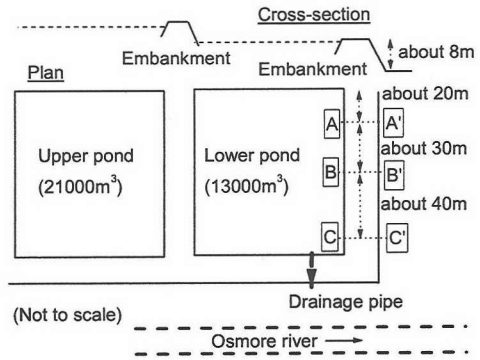 Cross-section
Embankment
Embankment
about 8m
Plan
about 20m
A
A'
about 30m
Upper pond
(21000m³)
Lower pond
(13000m³)
B
B'
about 40m
C
C'
Drainage pipe
(Not to scale)
Osmore river